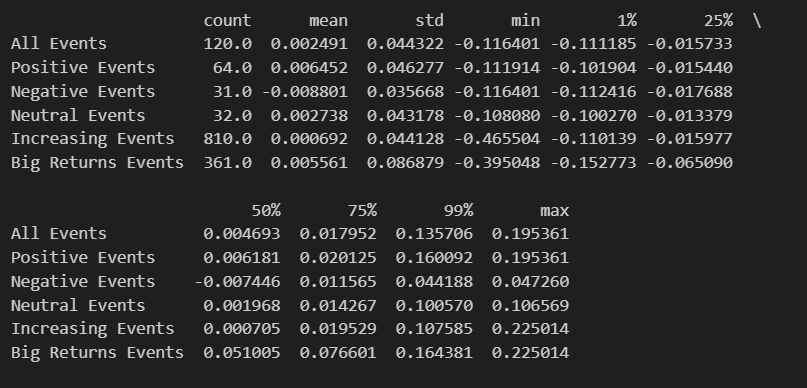 count mean std min 1% 25% \
All Events 120.0 0.002491 0.044322 -0.116401 -0.111185 -0.015733
Positive Events 64.0 0.006452 0.046277 -0.111914 -0.101904 -0.015440
Negative Events 31.0 -0.008801 0.035668 -0.116401 -0.112416 -0.017688
Neutral Events 32.0 0.002738 0.043178 -0.108080 -0.100270 -0.013379
Increasing Events 810.0 0.000692 0.044128 -0.465504 -0.110139 -0.015977
Big Returns Events 361.0 0.005561 0.086879 -0.395048 -0.152773 -0.065090
50% 75% 99% max
All Events 0.004693 0.017952 0.135706 0.195361
Positive Events 0.006181 0.020125 0.160092 0.195361
Negative Events -0.007446 0.011565 0.044188 0.047260
Neutral Events 0.001968 0.014267 0.100570 0.106569
Increasing Events 0.000705 0.019529 0.107585 0.225014
Big Returns Events 0.051005 0.076601 0.164381 0.225014